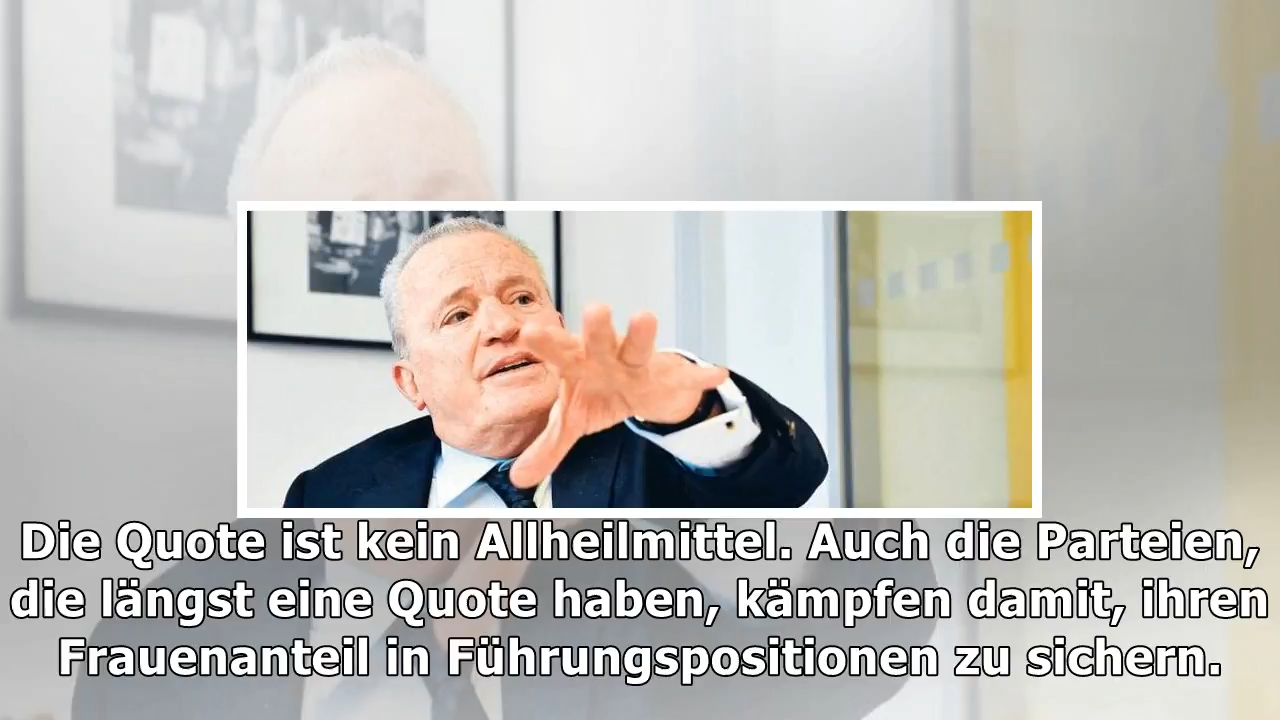 Die Quote ist kein Allheilmittel. Auch die Parteien,
die längst eine Quote haben, kämpfen damit, ihren
Frauenanteil in Führungspositionen zu sichern.